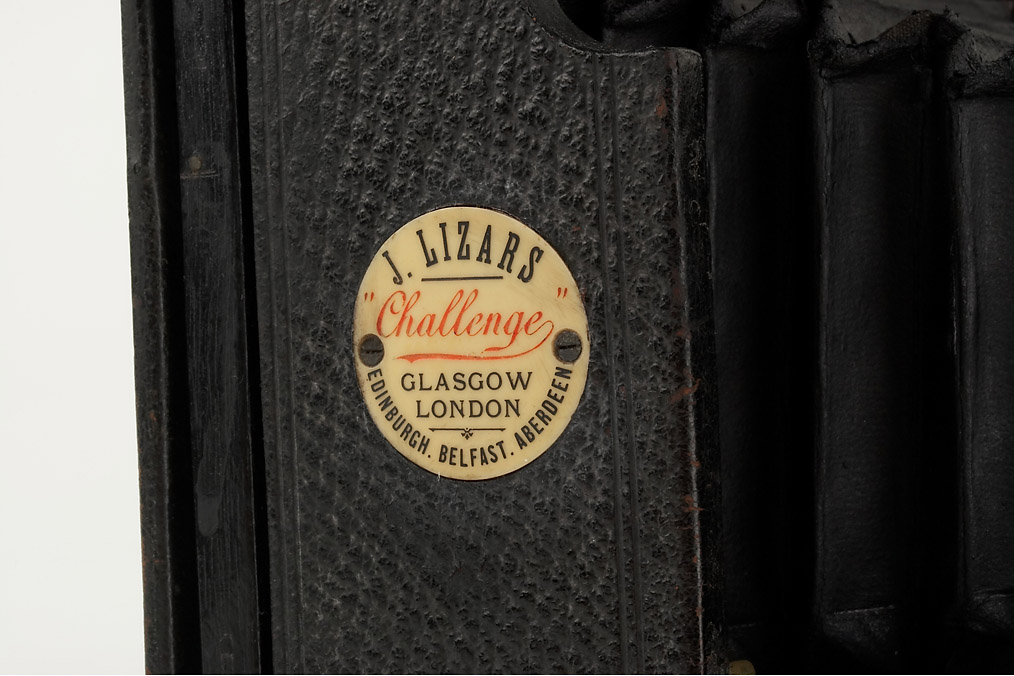 J. LIZARS
"Challenge"
GLASGOW
LONDON
EDINBURGH. BELFAST. ABERDEEN